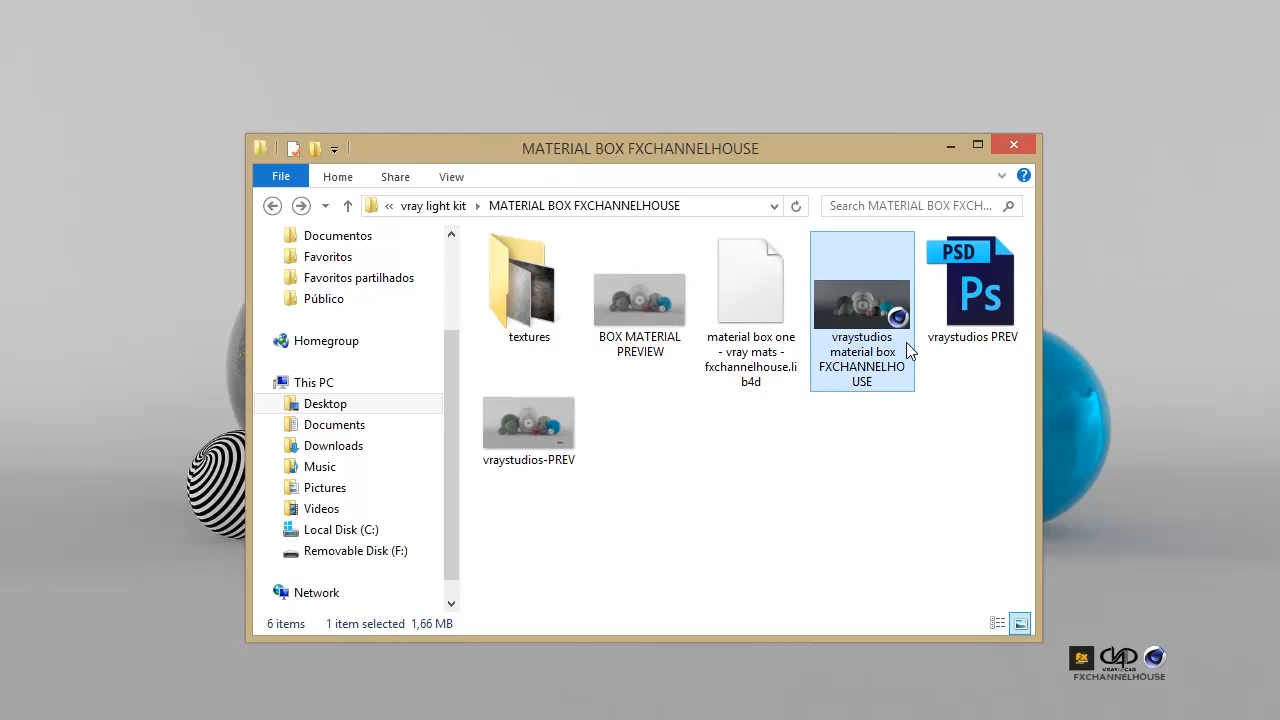 MATERIAL BOX FXCHANNELHOUSE
File
Home
Share
View
« vray light kit MATERIAL BOX FXCHANNELHOUSE
Search MATERIAL BOX FXCH...
Documentos
Favoritos
Favoritos partilhados
Público
Homegroup
This PC
Desktop
Documents
Downloads
Music
Pictures
Videos
Local Disk (C:)
Removable Disk (F:)
Network
textures
BOX MATERIAL
PREVIEW
material box one
- vray mats -
fxchannelhouse.li
b4d
vraystudios
material box
FXCHANNELHO
USE
PSD
Ps
vraystudios PREV
vraystudios-PREV
6 items
1 item selected 1,66 MB
FX
C4D
FXCHANNELHOUSE